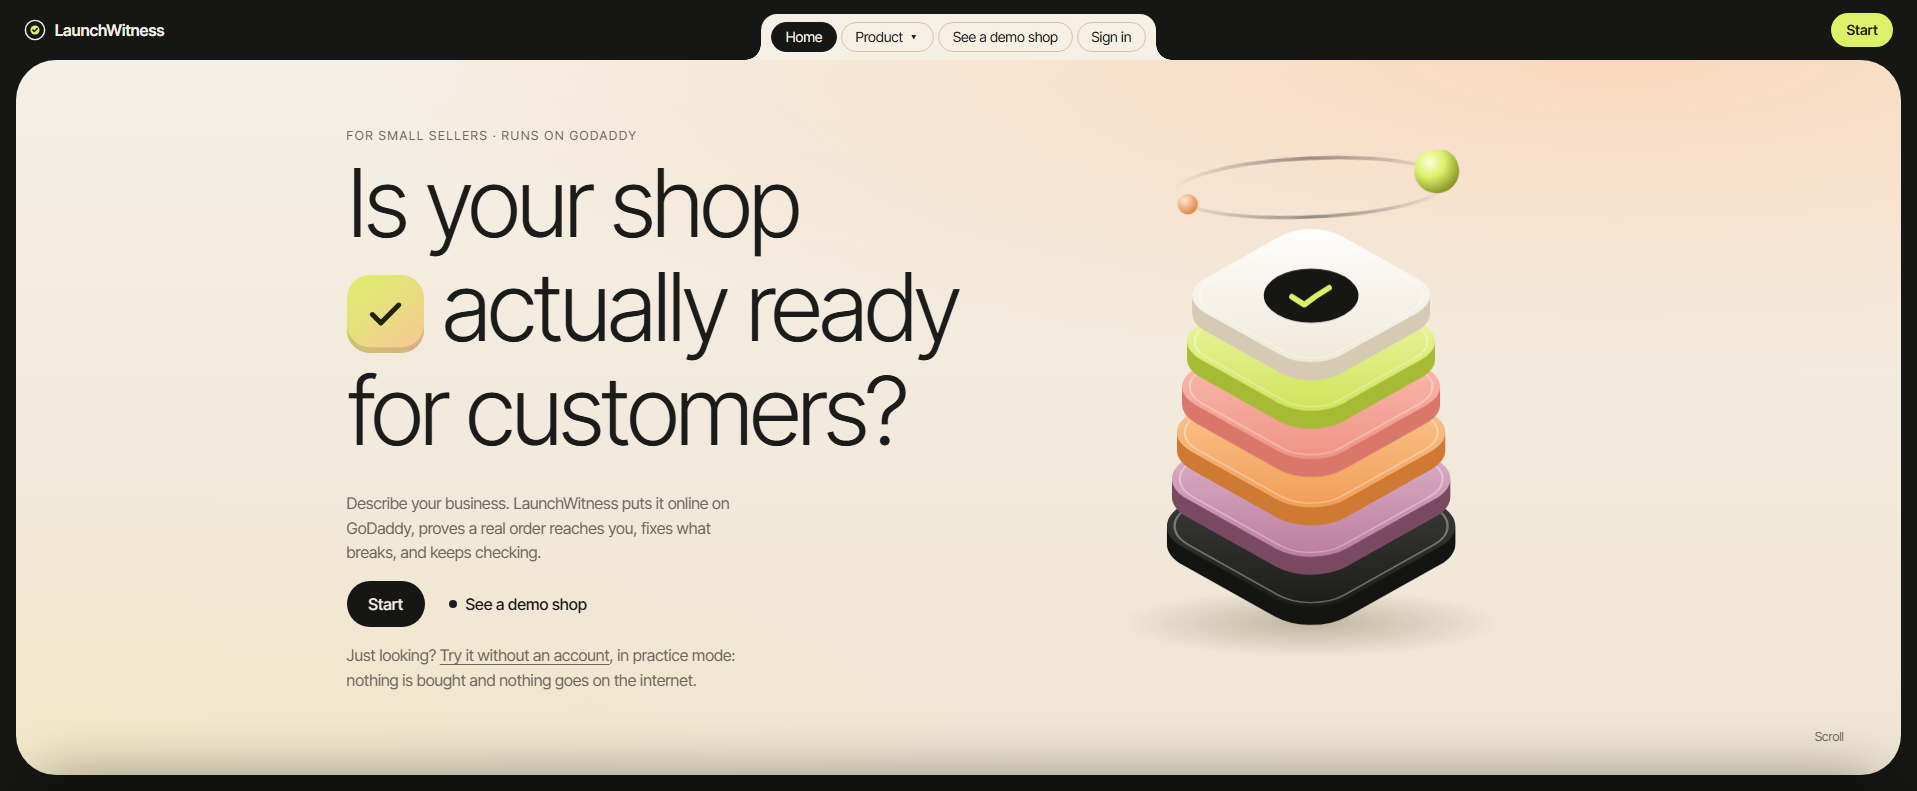 LaunchWitness
Home
Product
See a demo shop
Sign in
Start
FOR SMALL SELLERS · RUNS ON GODADDY
Is your shop
actually ready
for customers?
Describe your business. LaunchWitness puts it online on
GoDaddy, proves a real order reaches you, fixes what
breaks, and keeps checking.
Start
See a demo shop
Just looking? Try it without an account, in practice mode:
nothing is bought and nothing goes on the internet.
Scroll